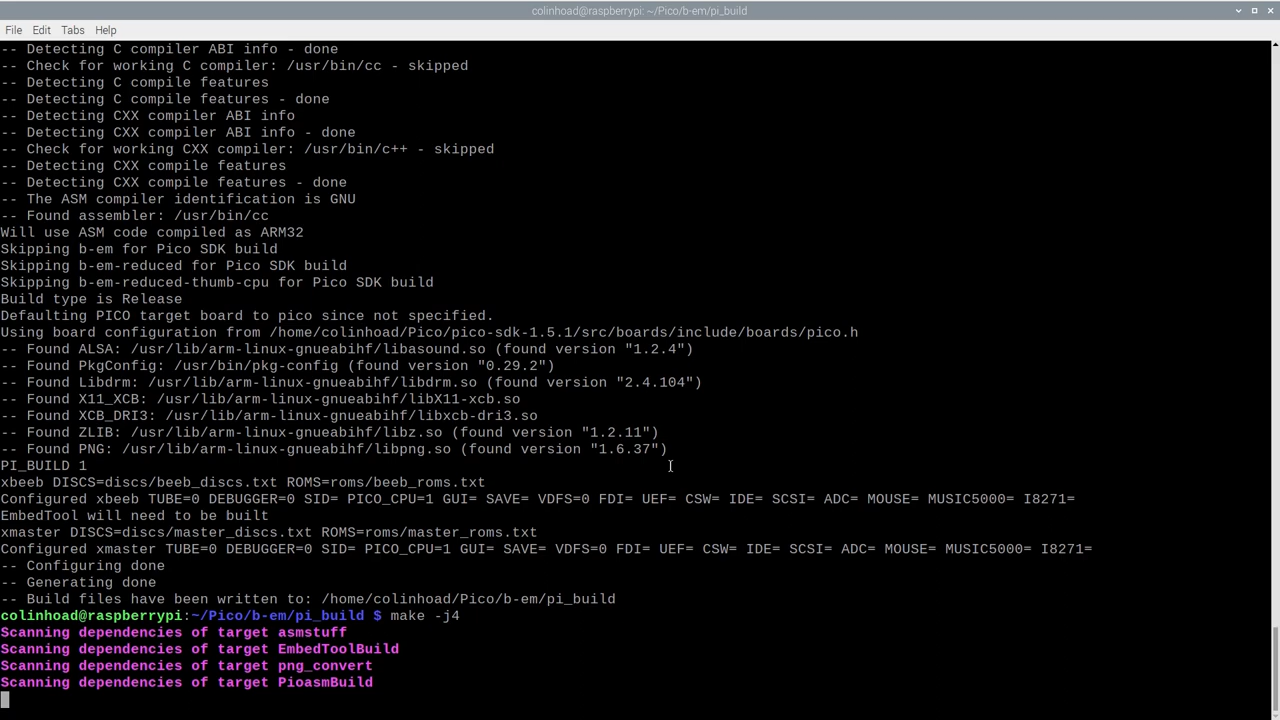 colinhoad@raspberrypi: ~/Pico/b-em/pi_build
File Edit Tabs Help
-- Detecting C compiler ABI info - done
-- Check for working C compiler: /usr/bin/cc - skipped
-- Detecting C compile features
-- Detecting C compile features - done
-- Detecting CXX compiler ABI info
-- Detecting CXX compiler ABI info - done
-- Check for working CXX compiler: /usr/bin/c++ - skipped
-- Detecting CXX compile features
-- Detecting CXX compile features - done
-- The ASM compiler identification is GNU
-- Found assembler: /usr/bin/cc
Will use ASM code compiled as ARM32
Skipping b-em for Pico SDK build
Skipping b-em-reduced for Pico SDK build
Skipping b-em-reduced-thumb-cpu for Pico SDK build
Build type is Release
Defaulting PICO target board to pico since not specified.
Using board configuration from /home/colinhoad/Pico/pico-sdk-1.5.1/src/boards/include/boards/pico.h
-- Found ALSA: /usr/lib/arm-linux-gnueabihf/libasound.so (found version "1.2.4")
-- Found PkgConfig: /usr/bin/pkg-config (found version "0.29.2")
-- Found Libdrm: /usr/lib/arm-linux-gnueabihf/libdrm.so (found version "2.4.104")
-- Found X11_XCB: /usr/lib/arm-linux-gnueabihf/libX11-xcb.so
-- Found XCB_DRI3: /usr/lib/arm-linux-gnueabihf/libxcb-dri3.so
-- Found ZLIB: /usr/lib/arm-linux-gnueabihf/libz.so (found version "1.2.11")
-- Found PNG: /usr/lib/arm-linux-gnueabihf/libpng.so (found version "1.6.37")
PI_BUILD 1
xbeeb DISCS=discs/beeb_discs.txt ROMS=roms/beeb_roms.txt
Configured xbeeb TUBE=0 DEBUGGER=0 SID= PICO_CPU=1 GUI= SAVE= VDFS=0 FDI= UEF= CSW= IDE= SCSI= ADC= MOUSE= MUSIC5000= I8271=
EmbedTool will need to be built
xmaster DISCS=discs/master_discs.txt ROMS=roms/master_roms.txt
Configured xmaster TUBE=0 DEBUGGER=0 SID= PICO_CPU=1 GUI= SAVE= VDFS=0 FDI= UEF= CSW= IDE= SCSI= ADC= MOUSE= MUSIC5000= I8271=
-- Configuring done
-- Generating done
-- Build files have been written to: /home/colinhoad/Pico/b-em/pi_build
colinhoad@raspberrypi:~/Pico/b-em/pi_build $ make -j4
Scanning dependencies of target asmstuff
Scanning dependencies of target EmbedToolBuild
Scanning dependencies of target png_convert
Scanning dependencies of target PioasmBuild